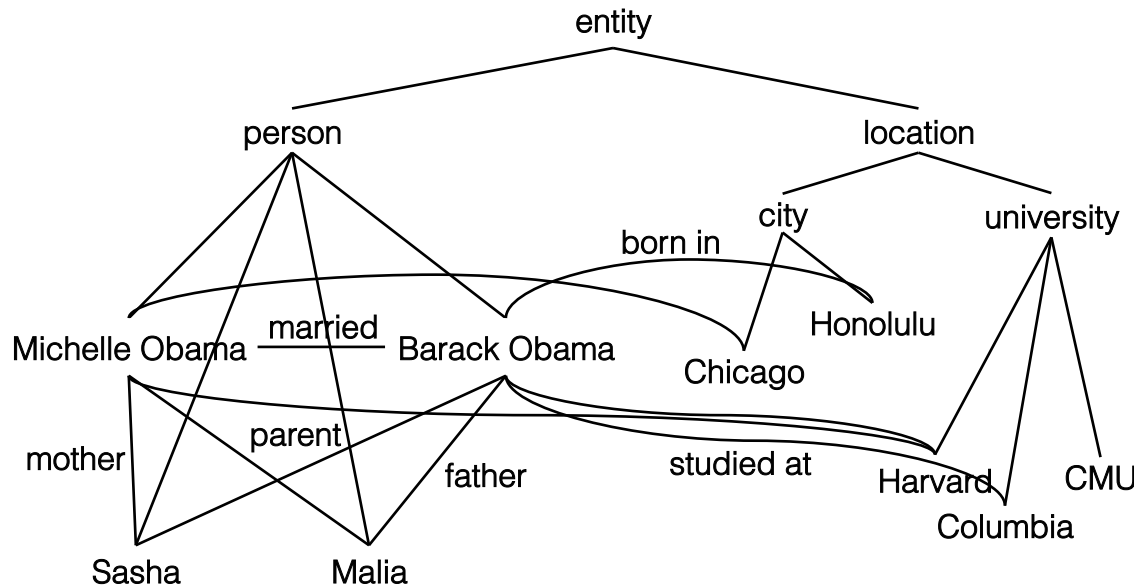 entity
person
location
city
university
born in
Honolulu
married
Michelle Obama
Barack Obama
Chicago
parent
mother
father
studied at
Harvard
CMU
Columbia
Sasha
Malia